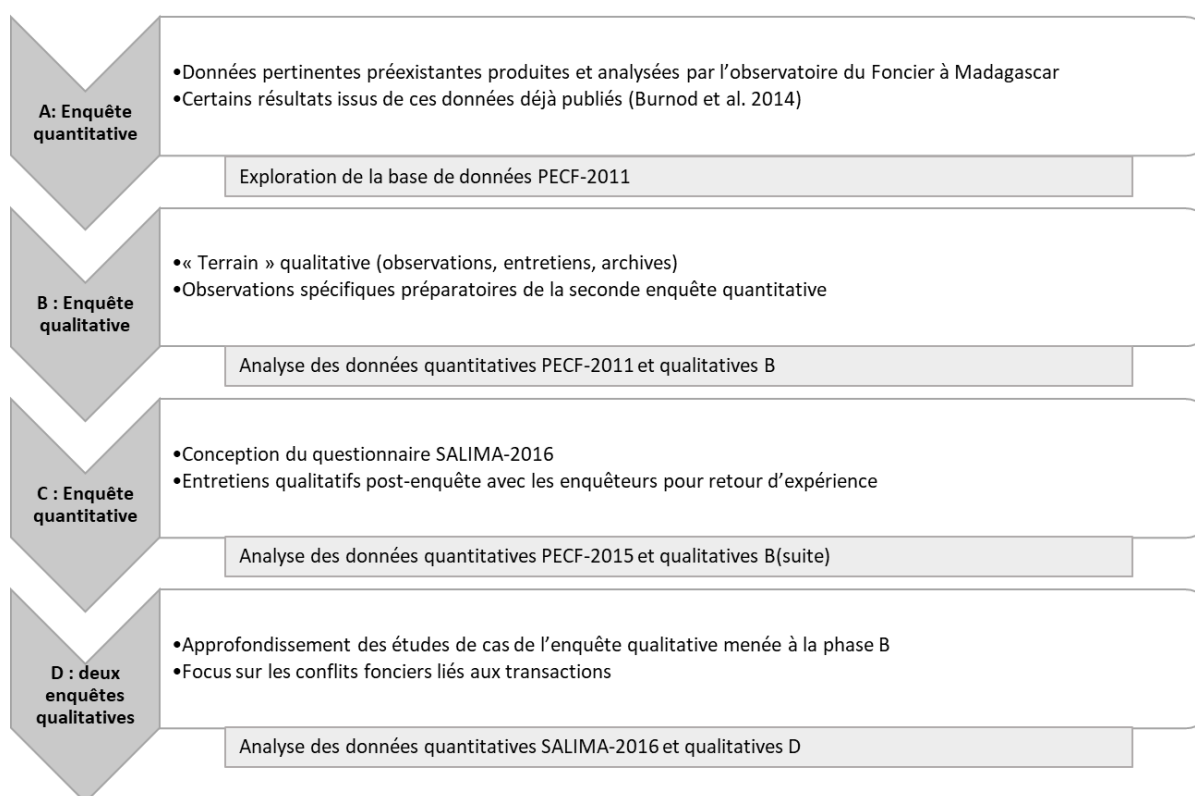 A: Enquête
quantitative
•Données pertinentes préexistantes produites et analysées par l’observatoire du Foncier à Madagascar
•Certains résultats issus de ces données déjà publiés (Burnod et al. 2014)
Exploration de la base de données PECF-2011
B : Enquête
qualitative
•« Terrain » qualitative (observations, entretiens, archives)
•Observations spécifiques préparatoires de la seconde enquête quantitative
Analyse des données quantitatives PECF-2011 et qualitatives B
C : Enquête
quantitative
•Conception du questionnaire SALIMA-2016
•Entretiens qualitatifs post-enquête avec les enquêteurs pour retour d’expérience
Analyse des données quantitatives PECF-2015 et qualitatives B(suite)
D : deux
enquêtes
qualitatives
•Approfondissement des études de cas de l’enquête qualitative menée à la phase B
•Focus sur les conflits fonciers liés aux transactions
Analyse des données quantitatives SALIMA-2016 et qualitatives D